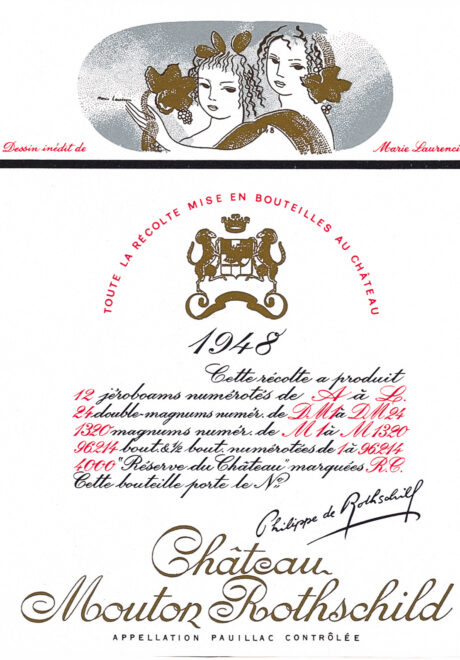 Marie Laurencin
1948
Dessin inédit de Marie Laurenci
TOUTE LA RÉCOLTE MISE EN BOUTEILLES AU CHÂTEAU
1948
Cette récolte a produit
12 jéroboams numérotés de A à L.
24 double-magnums numér. de DM1 à DM24
1320 magnums numér. de M1 à M1320
96214 bout. & ½ bout. numérotées de 1 à 96214
4000 "Réserve du Château" marquées R.C.
Cette bouteille porte le Nº
Philippe de Rothschild
Château
Mouton Rothschild
APPELLATION PAUILLAC CONTRÔLÉE